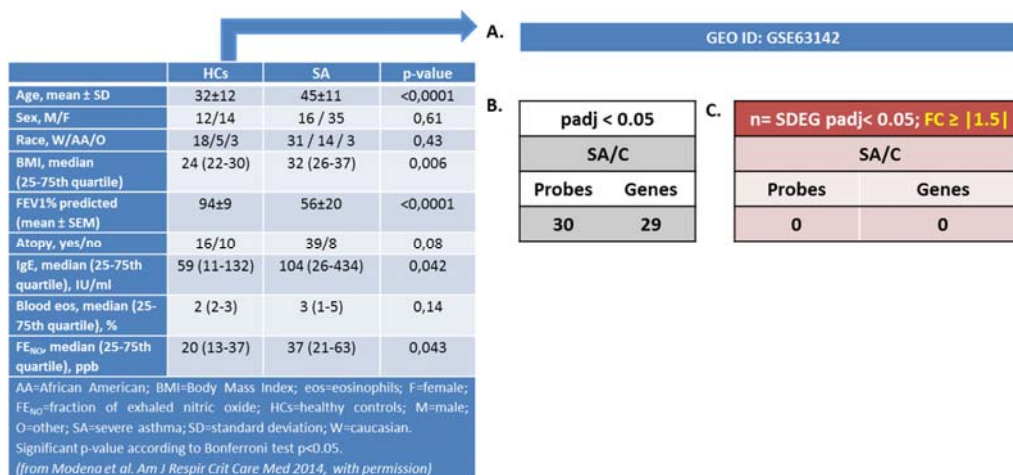 A.
GEO ID: GSE63142
HCs SA p-value
Age, mean ± SD 32±12 45±11 <0,0001
Sex, M/F 12/14 16 / 35 0,61
Race, W/AA/O 18/5/3 31 / 14 / 3 0,43
BMI, median
(25-75th quartile) 24 (22-30) 32 (26-37) 0,006
FEV1% predicted
(mean ± SEM) 94±9 56±20 <0,0001
Atopy, yes/no 16/10 39/8 0,08
IgE, median (25-75th
quartile), IU/ml 59 (11-132) 104 (26-434) 0,042
Blood eos, median (25-
75th quartile), % 2 (2-3) 3 (1-5) 0,14
FENO, median (25-75th
quartile), ppb 20 (13-37) 37 (21-63) 0,043
AA=African American; BMI=Body Mass Index; eos=eosinophils; F=female;
FENO=fraction of exhaled nitric oxide; HCs=healthy controls; M=male;
O=other; SA=severe asthma; SD=standard deviation; W=caucasian.
Significant p-value according to Bonferroni test p<0.05.
(from Modena et al. Am J Respir Crit Care Med 2014, with permission)
B.
padj < 0.05
SA/C
Probes Genes
30 29
C.
n= SDEG padj< 0.05; FC ≥ |1.5|
SA/C
Probes Genes
0 0